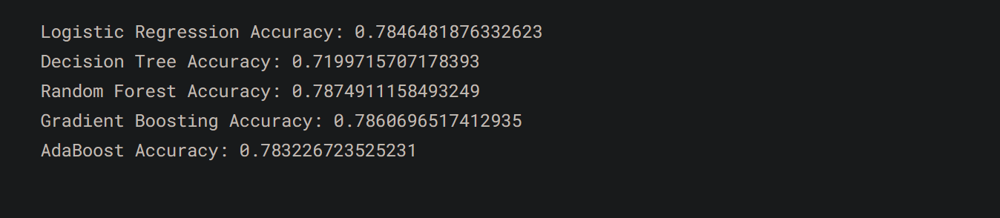 Logistic Regression Accuracy: 0.7846481876332623
Decision Tree Accuracy: 0.7199715707178393
Random Forest Accuracy: 0.7874911158493249
Gradient Boosting Accuracy: 0.7860696517412935
AdaBoost Accuracy: 0.783226723525231